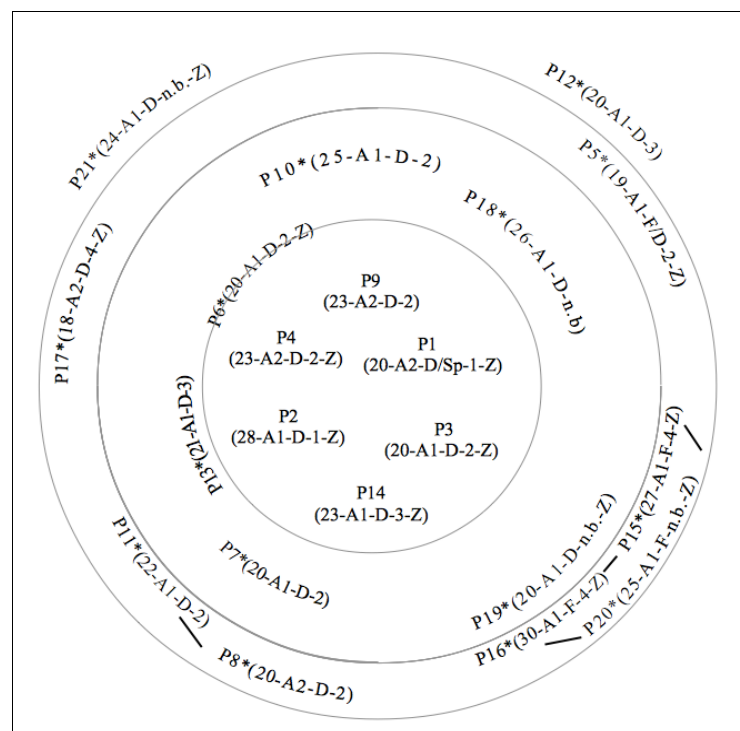 P12*(20-A1-D-3)
P21*(24-A1-D-n.b.-Z)
P5*(19-A1-F/D-2-Z)
P10*(25-A1-D-2)
P18*(26-A1-D-n.b)
P6*(20-A1-D-2-Z)
P17*(18-A2-D-4-Z)
P9
(23-A2-D-2)
P4
(23-A2-D-2-Z)
P1
(20-A2-D/Sp-1-Z)
P13*(21-A1-D-3)
P2
(28-A1-D-1-Z)
P3
(20-A1-D-2-Z)
P14
(23-A1-D-3-Z)
P15*(27-A1-F-4-Z)
P20*(25-A1-F-n.b.-Z)
P11*(22-A1-D-2)
P7*(20-A1-D-2)
P19*(20-A1-D-n.b.-Z)
P16*(30-A1-F-4-Z)
P8*(20-A2-D-2)